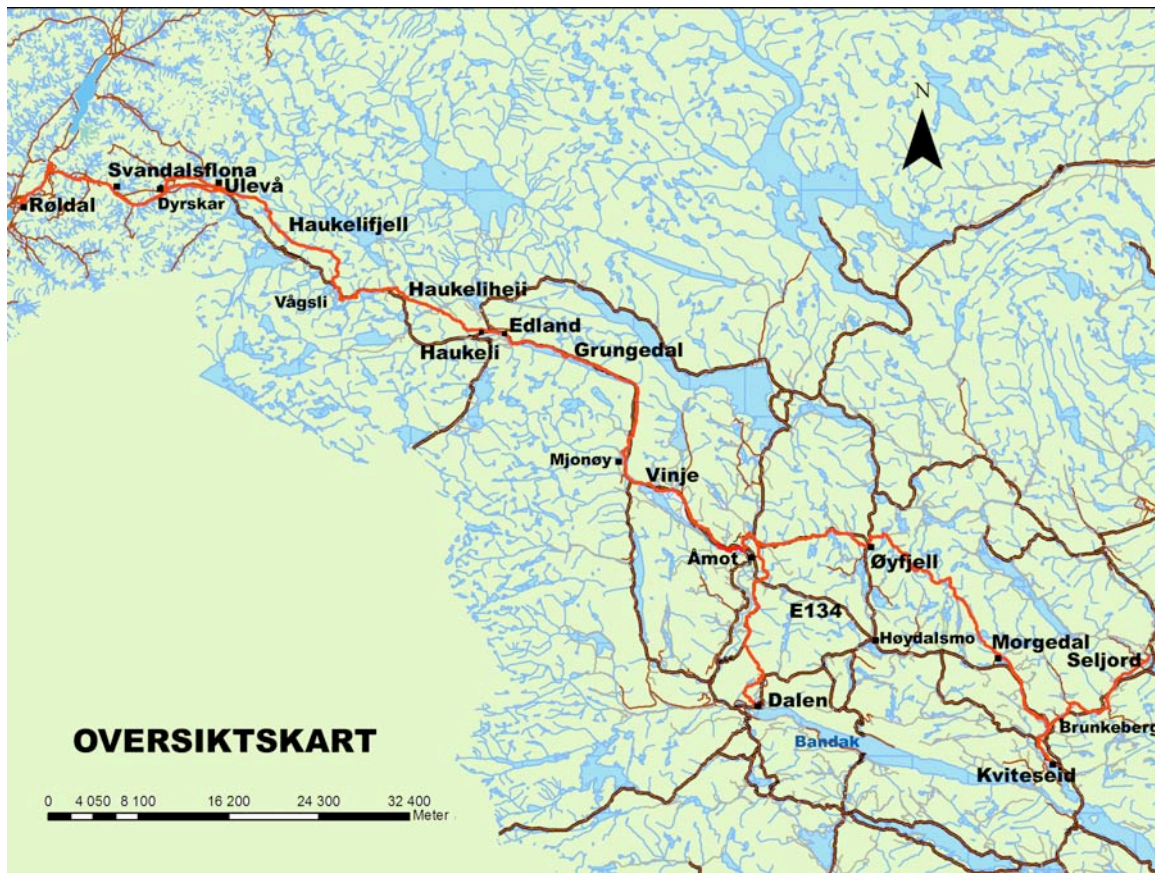 N
Svandalsflona
Ulevå
Røldal
Dyrskar
Haukelifjell
Vågsli
Haukeliheii
Edland
Haukeli
Grungedal
Mjonøy
Vinje
Åmot
Øyfjell
E134
Høydalsmo
Morgedal
Seljord
Dalen
Brunkeberg
OVERSIKTSKART
Bandak
Kviteseid
0 4 050 8 100 16 200 24 300 32 400
Meter